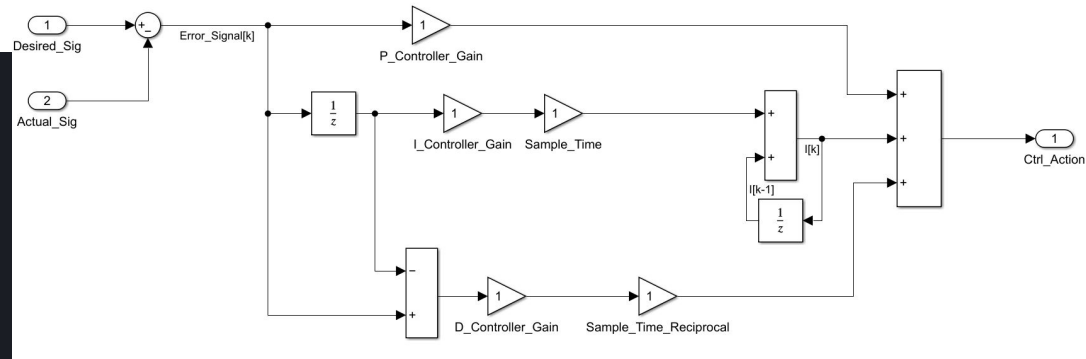 1
Desired_Sig
2
Actual_Sig
+
−
Error_Signal[k]
1
P_Controller_Gain
1
z
1
I_Controller_Gain
1
Sample_Time
+
+
I[k]
I[k-1]
1
z
−
+
1
D_Controller_Gain
1
Sample_Time_Reciprocal
+
+
+
1
Ctrl_Action